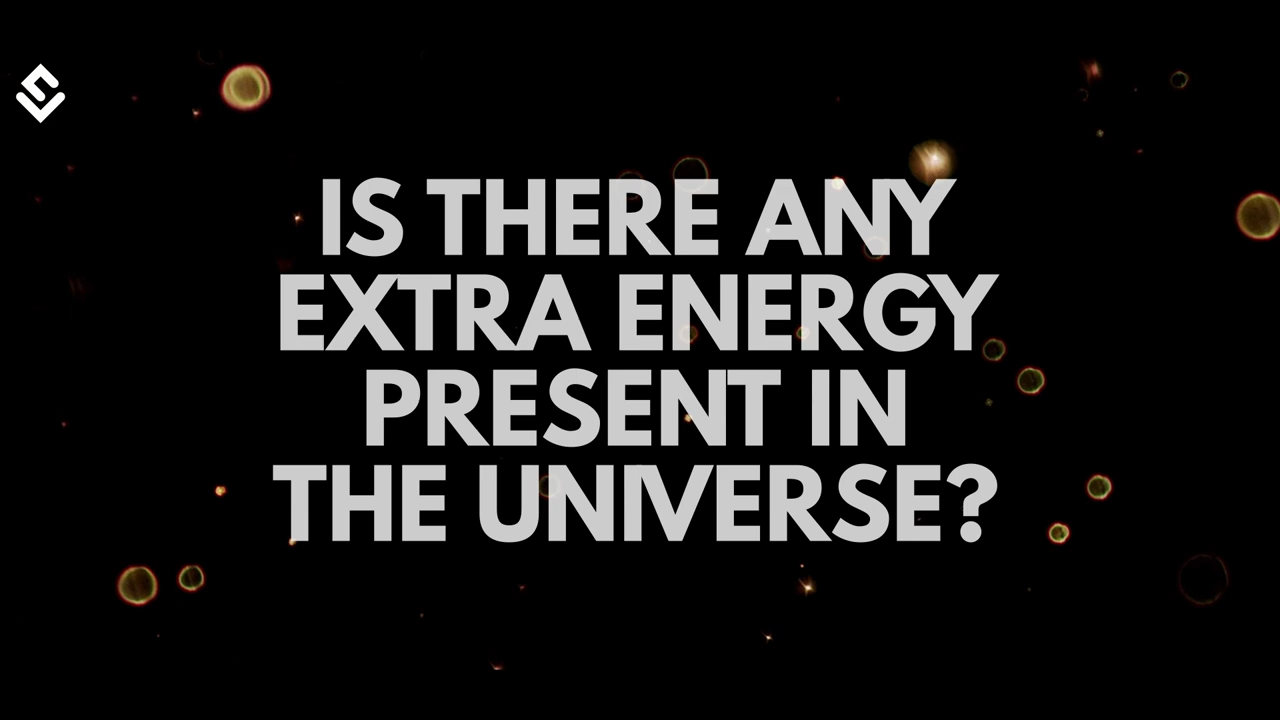 IS THERE ANY
EXTRA ENERGY
PRESENT IN
THE UNIVERSE?